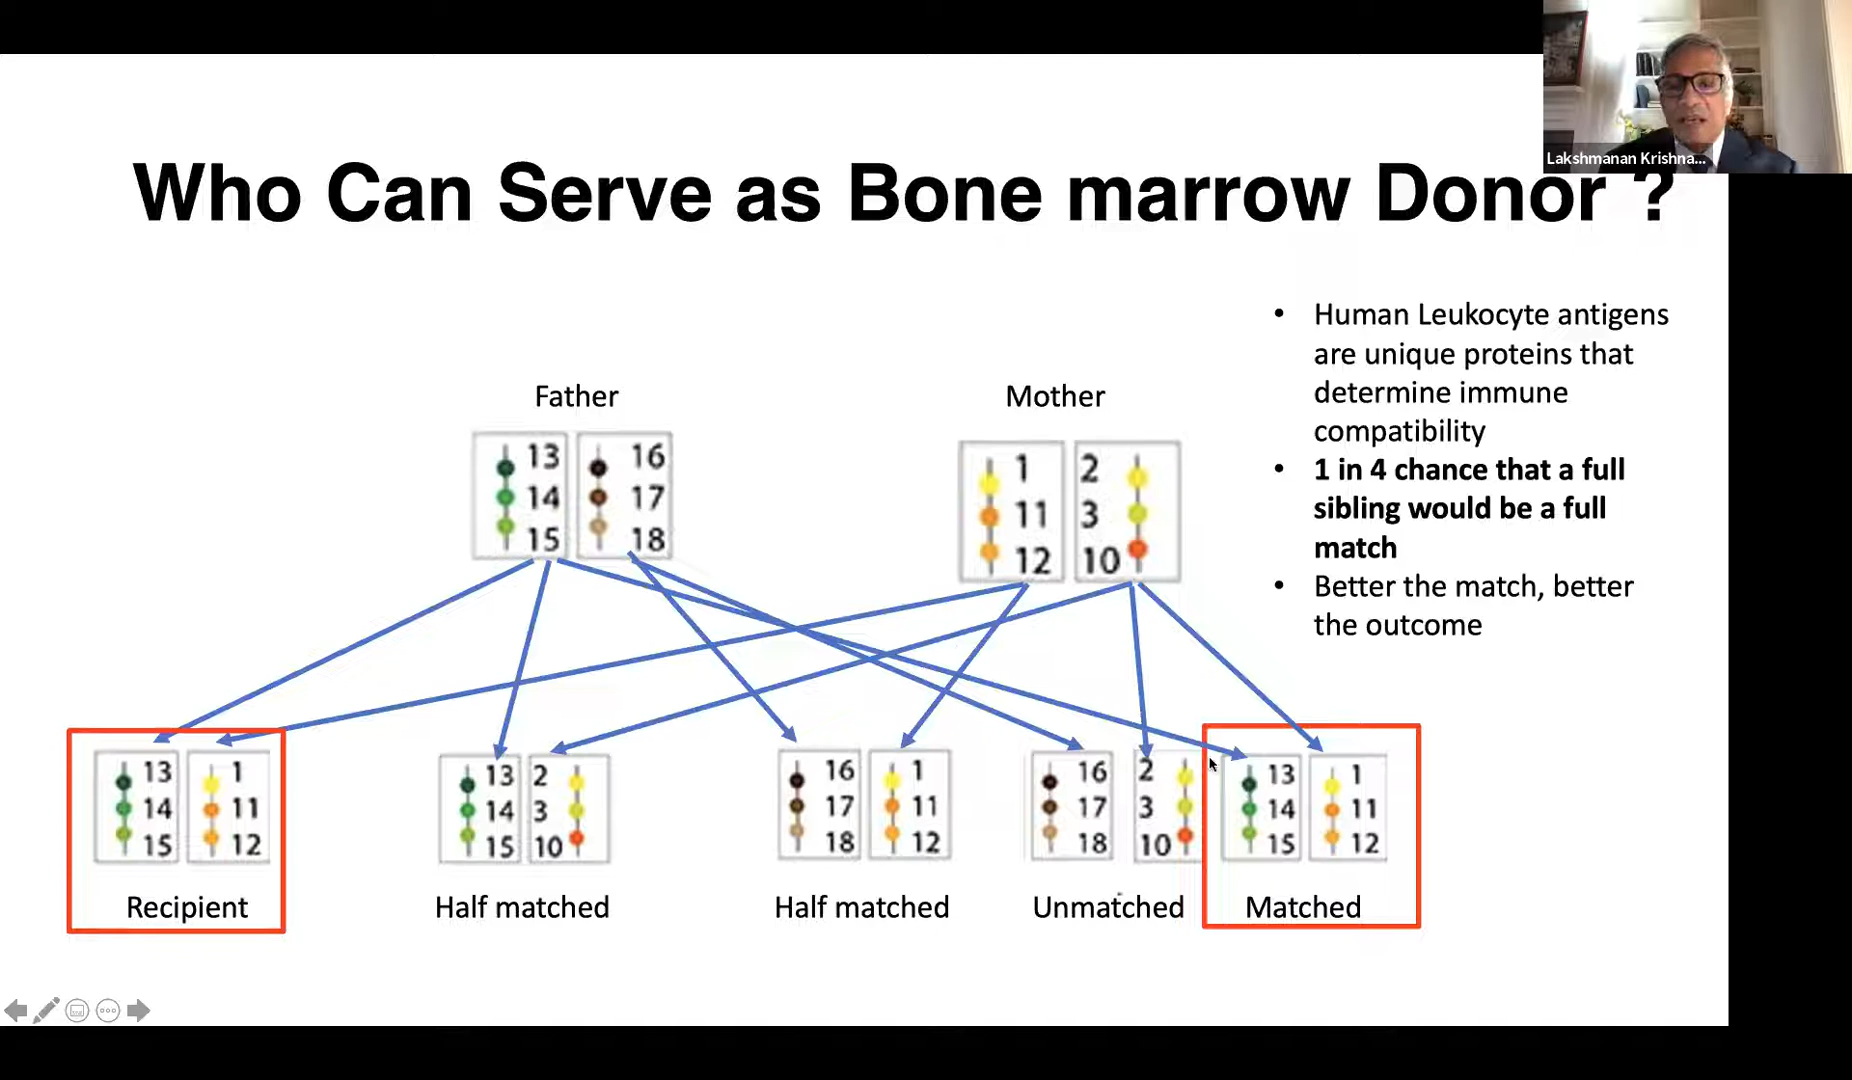 Lakshmanan Krishna...
Who Can Serve as Bone marrow Donor ?
• Human Leukocyte antigens
are unique proteins that
determine immune
compatibility
• 1 in 4 chance that a full
sibling would be a full
match
• Better the match, better
the outcome
Father
13 16
14 17
15 18
Mother
1 2
11 3
12 10
13 1
14 11
15 12
Recipient
13 2
14 3
15 10
Half matched
16 1
17 11
18 12
Half matched
16 2
17 3
18 10
Unmatched
13 1
14 11
15 12
Matched